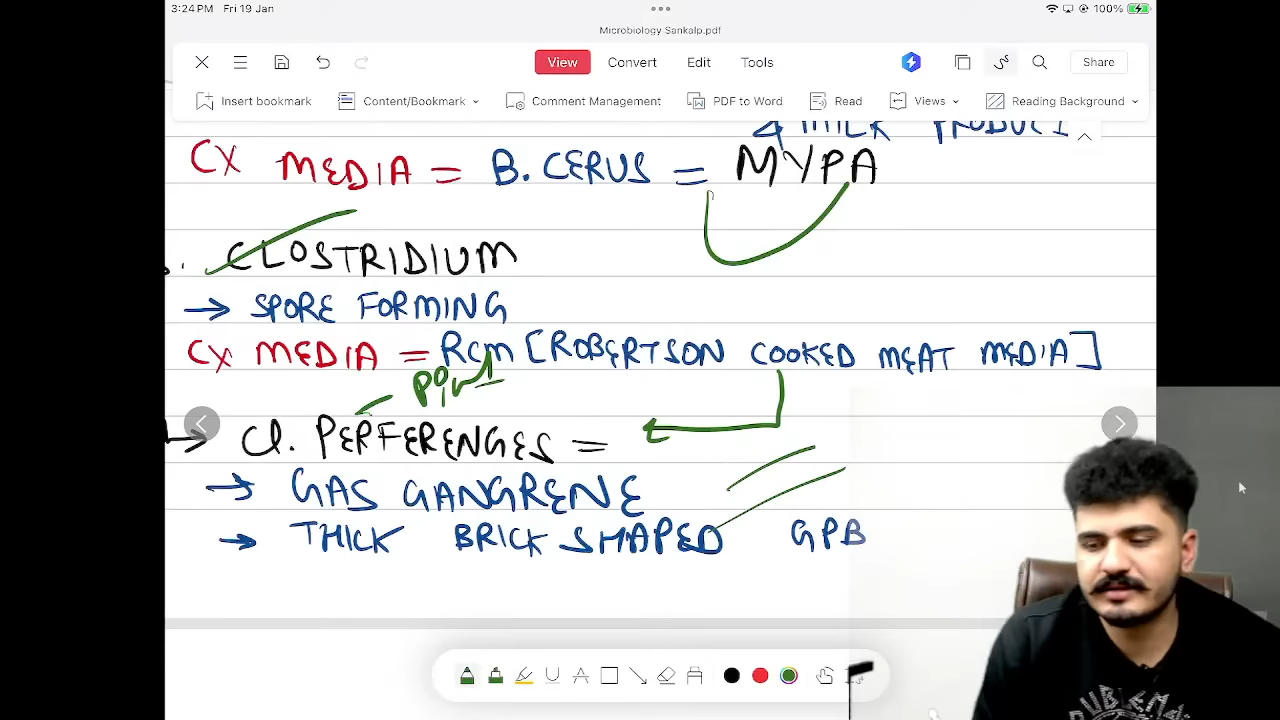 3:24 PM Fri 19 Jan
100%
Microbiology Sankalp.pdf
View Convert Edit Tools Share
Insert bookmark Content/Bookmark Comment Management PDF to Word Read Views Reading Background
& MILK PRODUCT
CX MEDIA = B. CERUS = MYPA
CLOSTRIDIUM
→ SPORE FORMING
CX MEDIA = RCM [ROBERTSON COOKED MEAT MEDIA]
→ Cl. PERFERENGES =
→ GAS GANGRENE
→ THICK BRICK SHAPED GPB